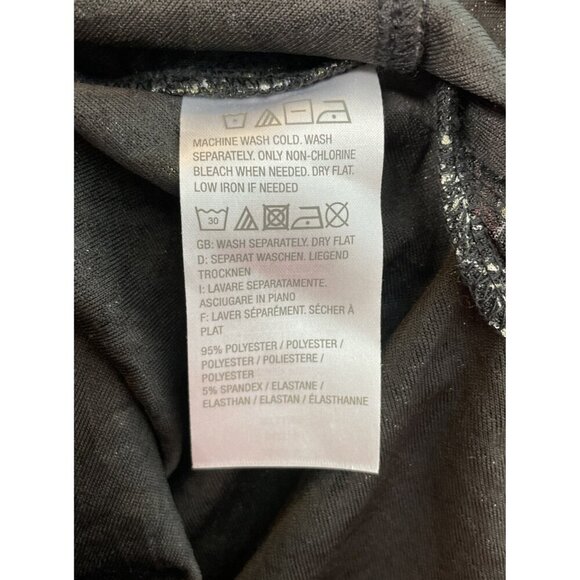 MACHINE WASH COLD. WASH
SEPARATELY. ONLY NON-CHLORINE
BLEACH WHEN NEEDED. DRY FLAT.
LOW IRON IF NEEDED
30
GB: WASH SEPARATELY. DRY FLAT
D: SEPARAT WASCHEN. LIEGEND
TROCKNEN
I: LAVARE SEPARATAMENTE.
ASCIUGARE IN PIANO
F: LAVER SÉPARÉMENT. SÉCHER À
PLAT
95% POLYESTER / POLYESTER /
POLYESTER / POLIESTERE /
POLYESTER
5% SPANDEX / ELASTANE /
ELASTHAN / ELASTAN / ÉLASTHANNE